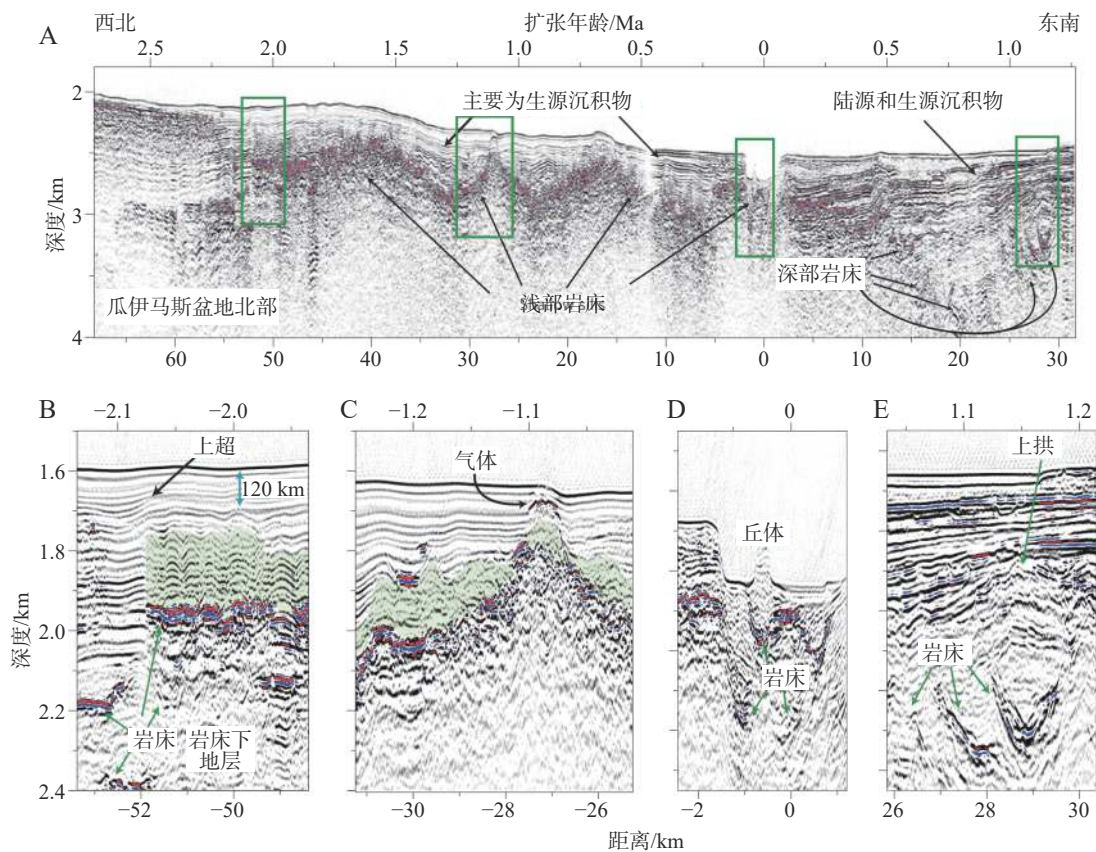 西北 扩张年龄/Ma 东南
A 2.5 2.0 1.5 1.0 0.5 0 0.5 1.0
主要为生源沉积物 陆源和生源沉积物
2
3
4
深度/km
深部岩床
瓜伊马斯盆地北部 浅部岩床
60 50 40 30 20 10 0 10 20 30
B −2.1 −2.0 C −1.2 −1.1 D 0 E 1.1 1.2
上超 气体 丘体 上拱
120 km
1.6
1.8
2.0
2.2
2.4
深度/km
岩床 岩床下
地层
岩床
岩床
−52 −50 −30 −28 −26 −2 0 26 28 30
距离/km